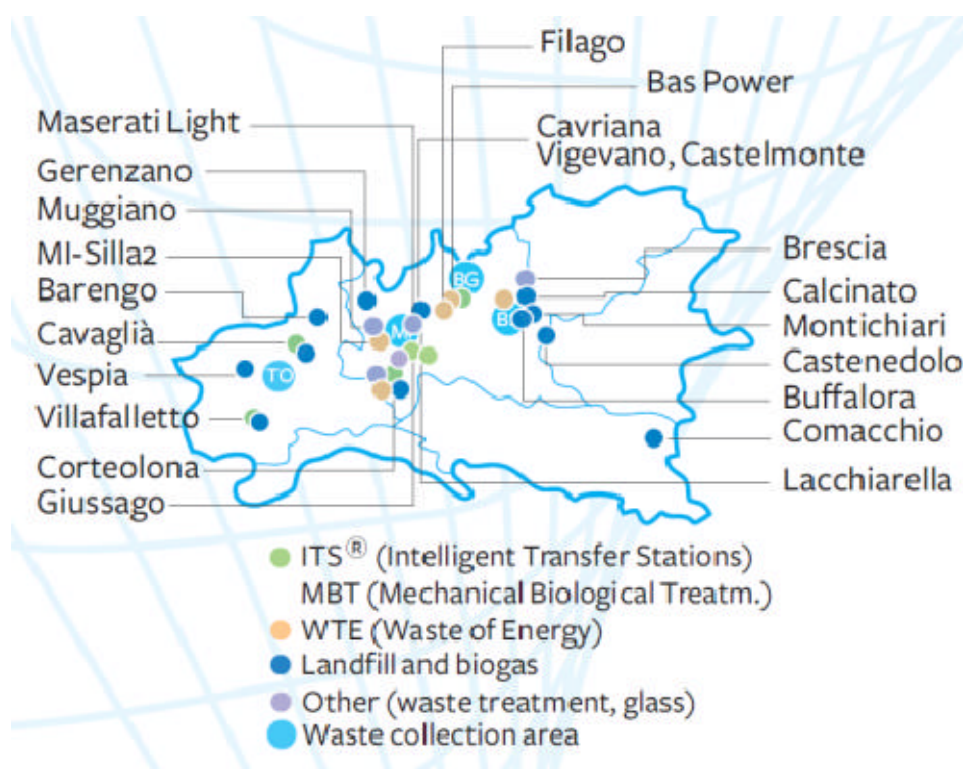 Filago
Bas Power
Maserati Light
Cavriana
Vigevano, Castelmonte
Gerenzano
Muggiano
MI-Silla2
Barengo
Cavaglià
Vespia
Villafalletto
Corteolona
Giussago
BG
TO
Brescia
Calcinato
Montichiari
Castenedolo
Buffalora
Comacchio
Lacchiarella
ITS® (Intelligent Transfer Stations)
MBT (Mechanical Biological Treatm.)
WTE (Waste of Energy)
Landfill and biogas
Other (waste treatment, glass)
Waste collection area